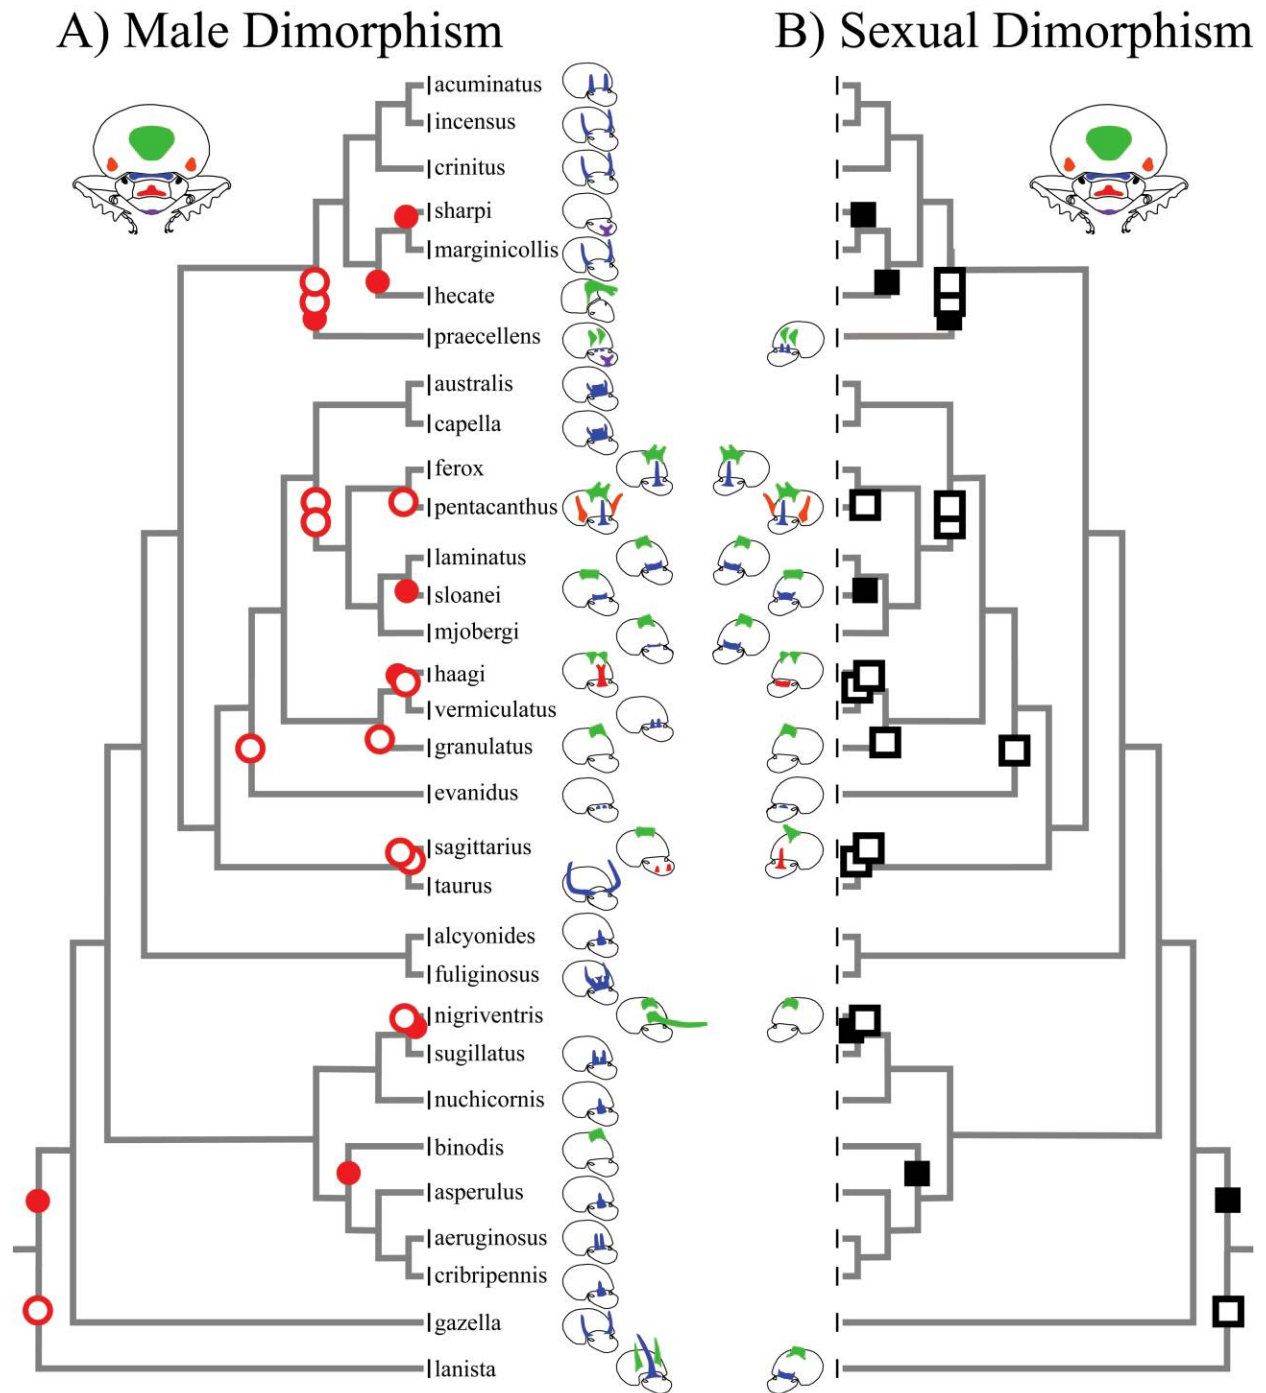 A) Male Dimorphism
B) Sexual Dimorphism
acuminatus
incensus
crinitus
sharpi
marginicollis
hecate
praecellens
australis
capella
ferox
pentacanthus
laminatus
sloanei
mjobergi
haagi
vermiculatus
granulatus
evanidus
sagittarius
taurus
alcyonides
fuliginosus
nigriventris
sugillatus
nuchicornis
binodis
asperulus
aeruginosus
cribripennis
gazella
lanista